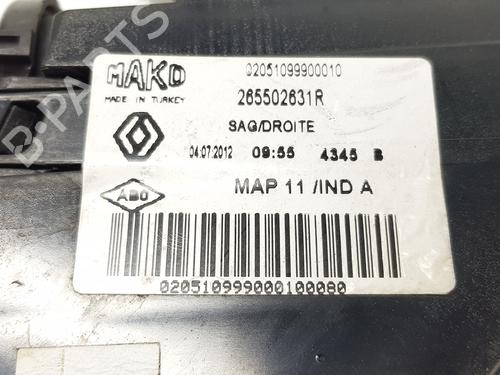 B-PARTS
MAKO
MADE IN TURKEY
02051099900010
265502631R
SAG/DROITE
04.07.2012 09:55 4345 B
ABO
MAP 11 /IND A
020510999000100080